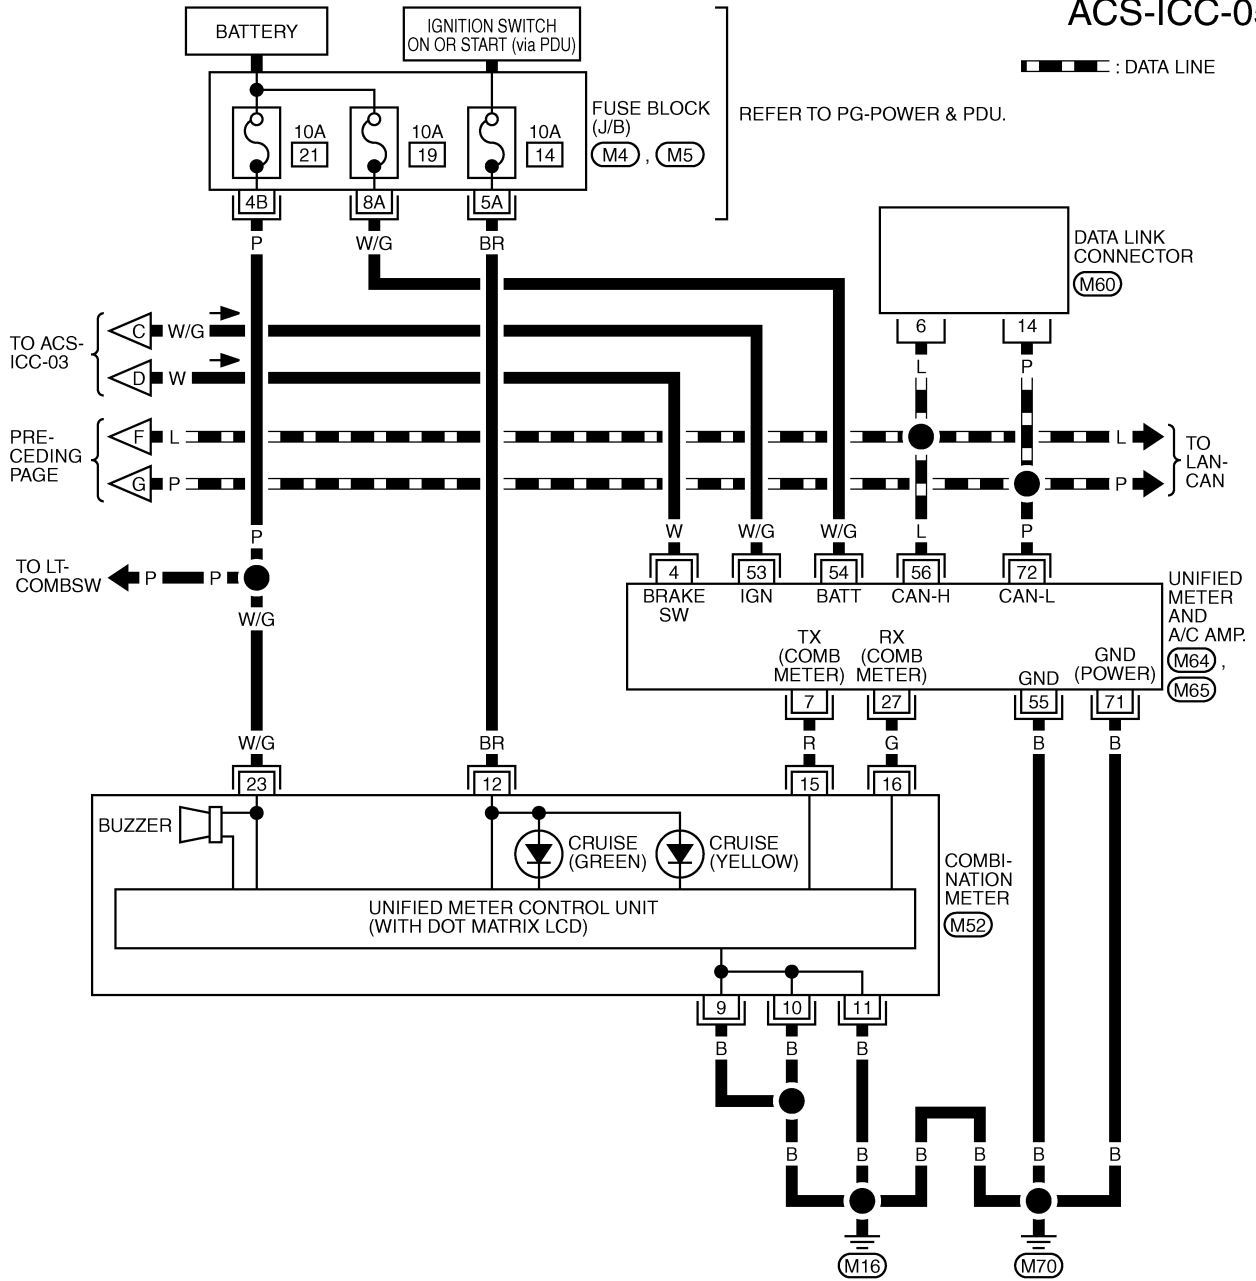 ACS-ICC-0
BATTERY
IGNITION SWITCH
ON OR START (via PDU)
: DATA LINE
10A
21
10A
19
10A
14
FUSE BLOCK
(J/B)
M4 , M5
REFER TO PG-POWER & PDU.
4B
8A
5A
P
W/G
BR
DATA LINK
CONNECTOR
M60
6
14
L
P
TO ACS-
ICC-03
C
W/G
D
W
PRE-
CEDING
PAGE
F
L
G
P
L
P
TO
LAN-
CAN
P
W
W/G
W/G
L
P
TO LT-
COMBSW
P
P
4
53
54
56
72
BRAKE
SW
IGN
BATT
CAN-H
CAN-L
UNIFIED
METER
AND
A/C AMP.
M64 ,
M65
W/G
TX
(COMB
METER)
RX
(COMB
METER)
GND
GND
(POWER)
7
27
55
71
W/G
BR
R
G
B
B
23
12
15
16
BUZZER
CRUISE
(GREEN)
CRUISE
(YELLOW)
COMBI-
NATION
METER
M52
UNIFIED METER CONTROL UNIT
(WITH DOT MATRIX LCD)
9
10
11
B
B
B
B
B
B
B
B
B
M16
M70